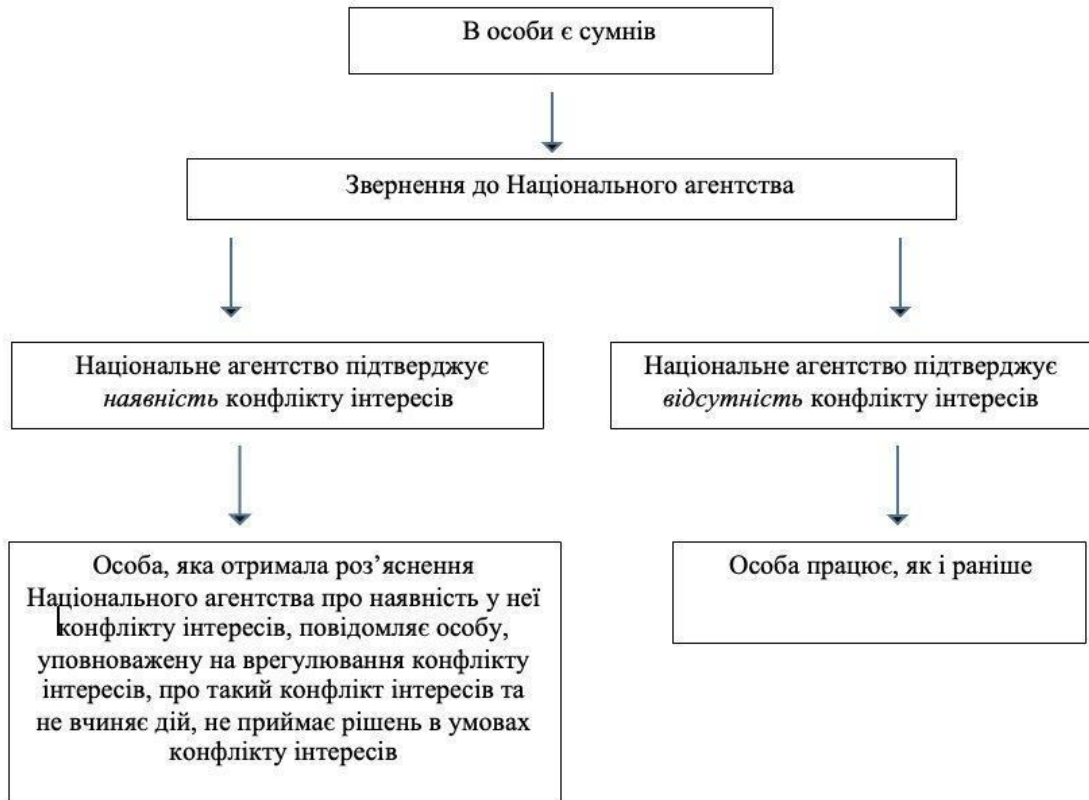 В особи є сумнів
Звернення до Національного агентства
Національне агентство підтверджує
наявність конфлікту інтересів
Національне агентство підтверджує
відсутність конфлікту інтересів
Особа, яка отримала роз’яснення
Національного агентства про наявність у неї
конфлікту інтересів, повідомляє особу,
уповноважену на врегулювання конфлікту
інтересів, про такий конфлікт інтересів та
не вчиняє дій, не приймає рішень в умовах
конфлікту інтересів
Особа працює, як і раніше